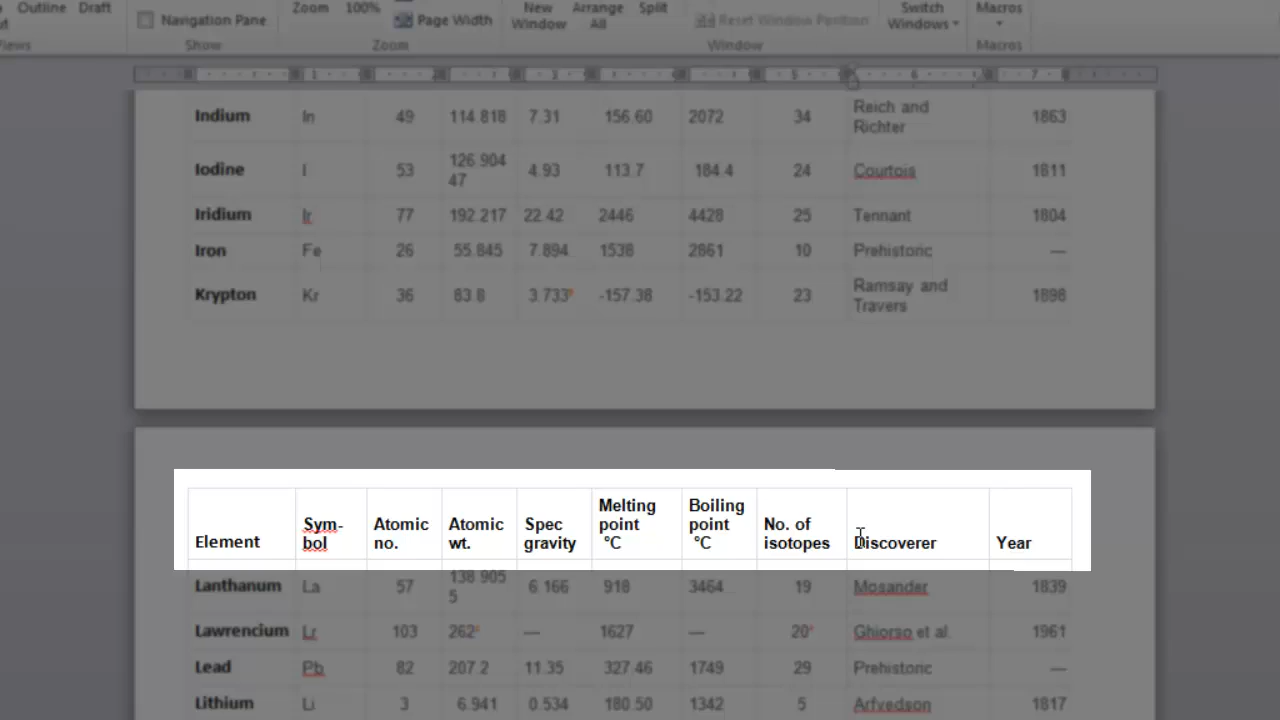 Outline Draft Zoom 100% New Arrange Split Switch Macros
Navigation Pane Page Width Window All Reset Window Position Windows
Show Zoom Window Macros
1 3 5 6 7
Indium In 49 114.818 7.31 156.60 2072 34 Reich and 1863
Richter
Iodine I 53 126.904 4.93 113.7 184.4 24 Courtois 1811
47
Iridium Ir 77 192.217 22.42 2446 4428 25 Tennant 1804
Iron Fe 26 55.845 7.894 1538 2861 10 Prehistoric —
Krypton Kr 36 83.8 3.733 -157.38 -153.22 23 Ramsay and 1898
Travers
Melting Boiling
Sym- Atomic Atomic Spec point point No. of
Element bol no. wt. gravity °C °C isotopes Discoverer Year
Lanthanum La 57 138.905 6.166 918 3464 19 Mosander 1839
5
Lawrencium Lr 103 262 — 1627 — 20 Ghiorso et al. 1961
Lead Pb 82 207.2 11.35 327.46 1749 29 Prehistoric —
Lithium Li 3 6.941 0.534 180.50 1342 5 Arfvedson 1817